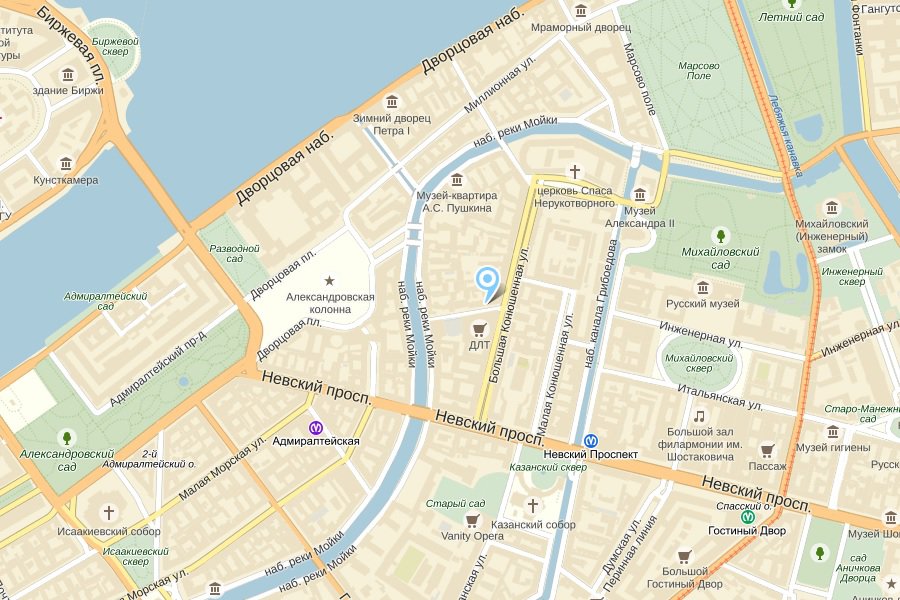 Биржевая пл.
Биржевой
сквер
здание Биржи
Кунсткамера
Дворцовая наб.
Мраморный дворец
Летний сад
Фонтанки
Марсово поле
Марсово
Поле
Миллионная ул.
Зимний дворец
Петра I
наб. реки Мойки
Лебяжья канавка
Дворцовая наб.
Музей-квартира
А.С. Пушкина
церковь Спаса
Нерукотворного
Музей
Александра II
Михайловский
(Инженерный)
замок
Разводной
сад
Михайловский
сад
Дворцовая пл.
Адмиралтейский
сад
Александровская
колонна
Инженерный
сквер
Русский музей
наб. реки Мойки
наб. реки Мойки
Большая Конюшенная ул.
наб. канала Грибоедова
Малая Конюшенная ул.
ДЛТ
Дворцовая пл.
Адмиралтейский пр-д
Инженерная ул.
Инженерная ул.
Михайловский
сквер
Итальянская ул.
Невский просп.
Невский просп.
Адмиралтейская
Малая Морская ул.
Александровский
сад
2-й
Адмиралтейский о.
Невский Проспект
Большой зал
филармонии им.
Шостаковича
Пассаж
Музей гигиены
Казанский сквер
Невский просп.
Спасский о.
Гостиный Двор
Старый сад
Vanity Opera
Казанский собор
Исаакиевский собор
Исаакиевский
сквер
наб. реки Мойки
наб. реки Мойки
Думская ул.
Перинная линия
Большой
Гостиный Двор
сад
Аничкова
Дворца